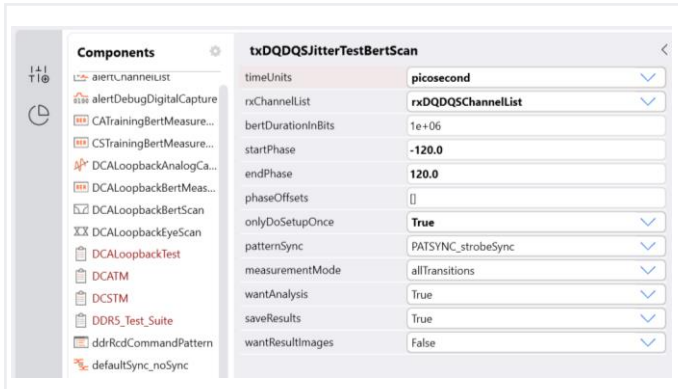 Components
alertChannelList
alertDebugDigitalCapture
CATrainingBertMeasure...
CSTrainingBertMeasure...
DCALoopbackAnalogCa...
DCALoopbackBertMeas...
DCALoopbackBertScan
DCALoopbackEyeScan
DCALoopbackTest
DCATM
DCSTM
DDR5_Test_Suite
ddrRcdCommandPattern
defaultSync_noSync
txDQDQSJitterTestBertScan
timeUnits picosecond
rxChannelList rxDQDQSChannelList
bertDurationInBits 1e+06
startPhase -120.0
endPhase 120.0
phaseOffsets []
onlyDoSetupOnce True
patternSync PATSYNC_strobeSync
measurementMode allTransitions
wantAnalysis True
saveResults True
wantResultImages False